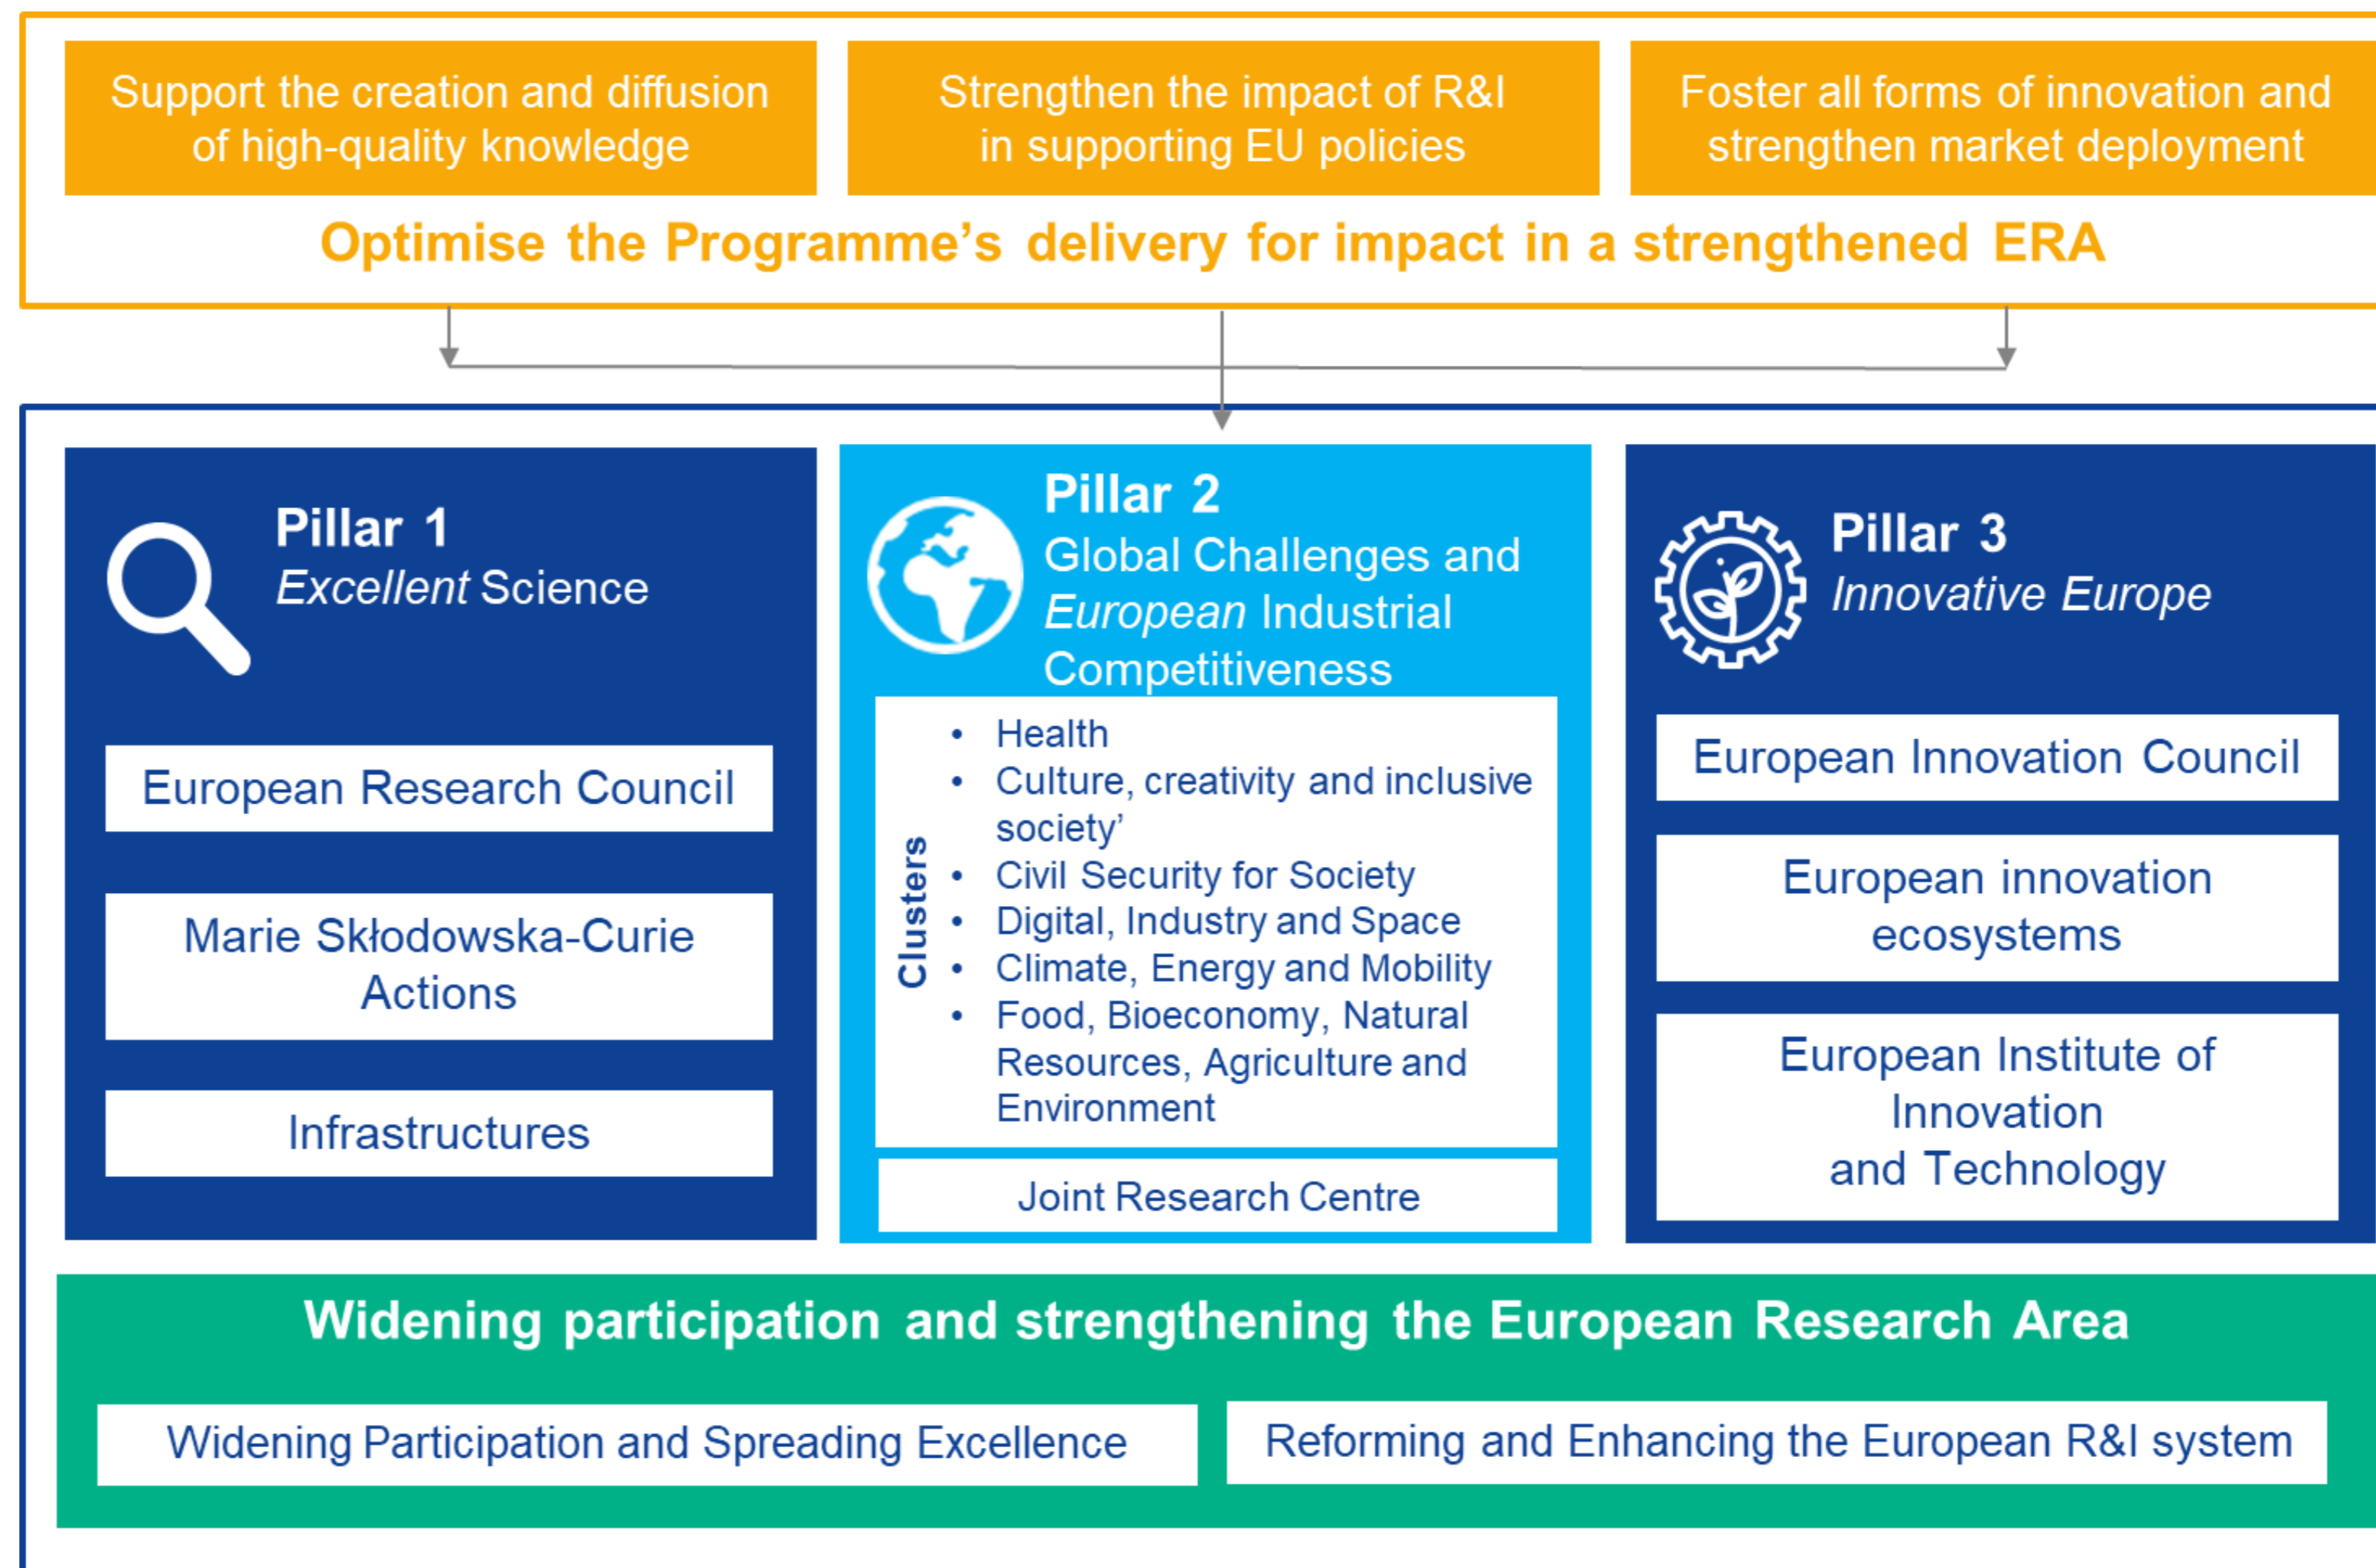 Support the creation and diffusion
of high-quality knowledge
Strengthen the impact of R&I
in supporting EU policies
Foster all forms of innovation and
strengthen market deployment
Optimise the Programme’s delivery for impact in a strengthened ERA
Pillar 1
Excellent Science
European Research Council
Marie Skłodowska-Curie
Actions
Infrastructures
Pillar 2
Global Challenges and
European Industrial
Competitiveness
Clusters
• Health
• Culture, creativity and inclusive
society’
• Civil Security for Society
• Digital, Industry and Space
• Climate, Energy and Mobility
• Food, Bioeconomy, Natural
Resources, Agriculture and
Environment
Joint Research Centre
Pillar 3
Innovative Europe
European Innovation Council
European innovation
ecosystems
European Institute of
Innovation
and Technology
Widening participation and strengthening the European Research Area
Widening Participation and Spreading Excellence
Reforming and Enhancing the European R&I system